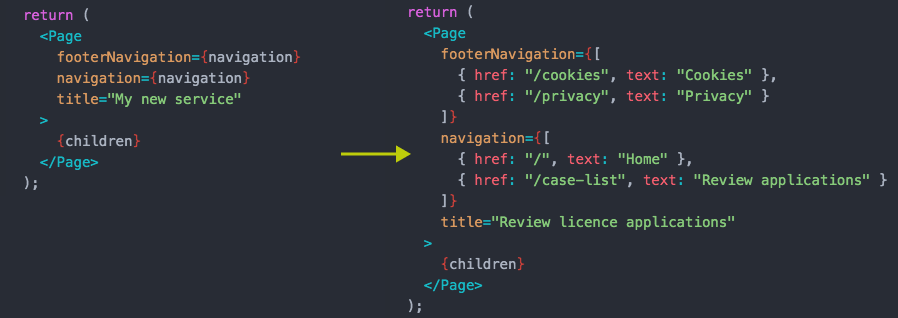 return (
<Page
footerNavigation={navigation}
navigation={navigation}
title="My new service"
>
{children}
</Page>
);
return (
<Page
footerNavigation={[
{ href: "/cookies", text: "Cookies" },
{ href: "/privacy", text: "Privacy" }
]}
navigation={[
{ href: "/", text: "Home" },
{ href: "/case-list", text: "Review applications" }
]}
title="Review licence applications"
>
{children}
</Page>
);